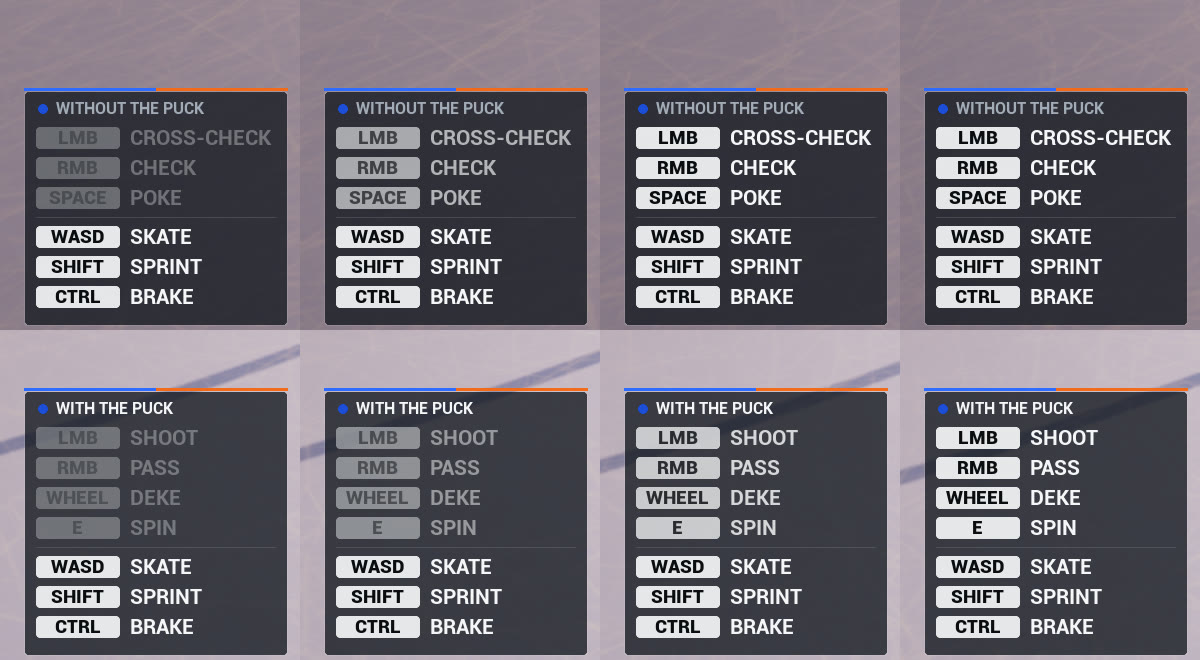 WITHOUT THE PUCK
LMB CROSS-CHECK
RMB CHECK
SPACE POKE
WASD SKATE
SHIFT SPRINT
CTRL BRAKE
WITHOUT THE PUCK
LMB CROSS-CHECK
RMB CHECK
SPACE POKE
WASD SKATE
SHIFT SPRINT
CTRL BRAKE
WITHOUT THE PUCK
LMB CROSS-CHECK
RMB CHECK
SPACE POKE
WASD SKATE
SHIFT SPRINT
CTRL BRAKE
WITHOUT THE PUCK
LMB CROSS-CHECK
RMB CHECK
SPACE POKE
WASD SKATE
SHIFT SPRINT
CTRL BRAKE
WITH THE PUCK
LMB SHOOT
RMB PASS
WHEEL DEKE
E SPIN
WASD SKATE
SHIFT SPRINT
CTRL BRAKE
WITH THE PUCK
LMB SHOOT
RMB PASS
WHEEL DEKE
E SPIN
WASD SKATE
SHIFT SPRINT
CTRL BRAKE
WITH THE PUCK
LMB SHOOT
RMB PASS
WHEEL DEKE
E SPIN
WASD SKATE
SHIFT SPRINT
CTRL BRAKE
WITH THE PUCK
LMB SHOOT
RMB PASS
WHEEL DEKE
E SPIN
WASD SKATE
SHIFT SPRINT
CTRL BRAKE